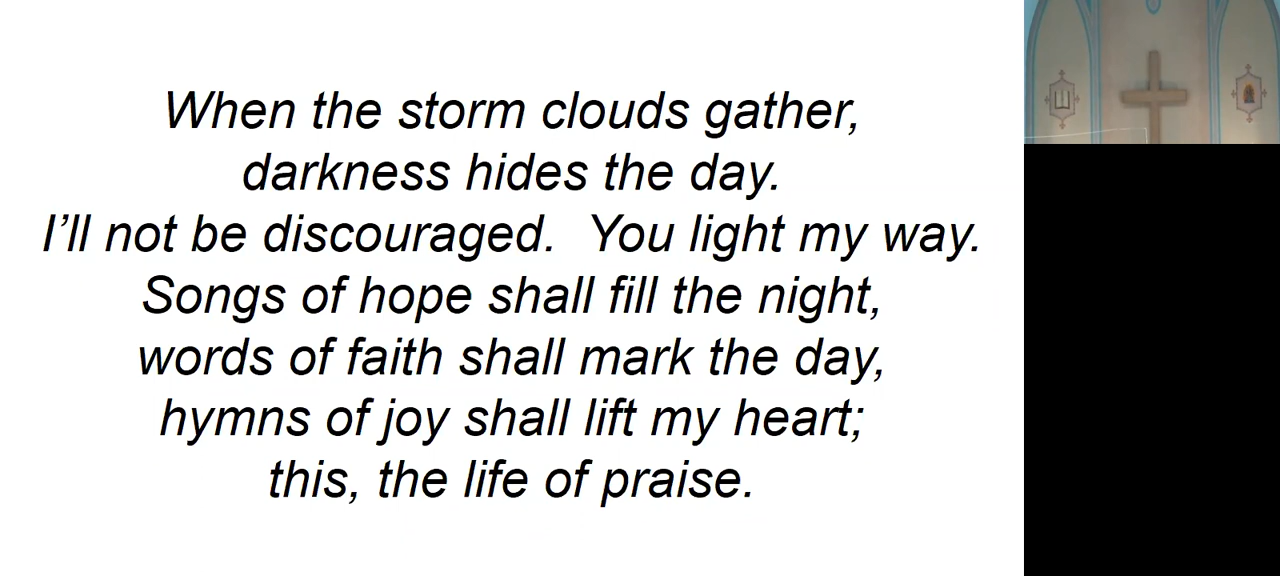 When the storm clouds gather,
darkness hides the day.
I’ll not be discouraged.  You light my way.
Songs of hope shall fill the night,
words of faith shall mark the day,
hymns of joy shall lift my heart;
this, the life of praise.